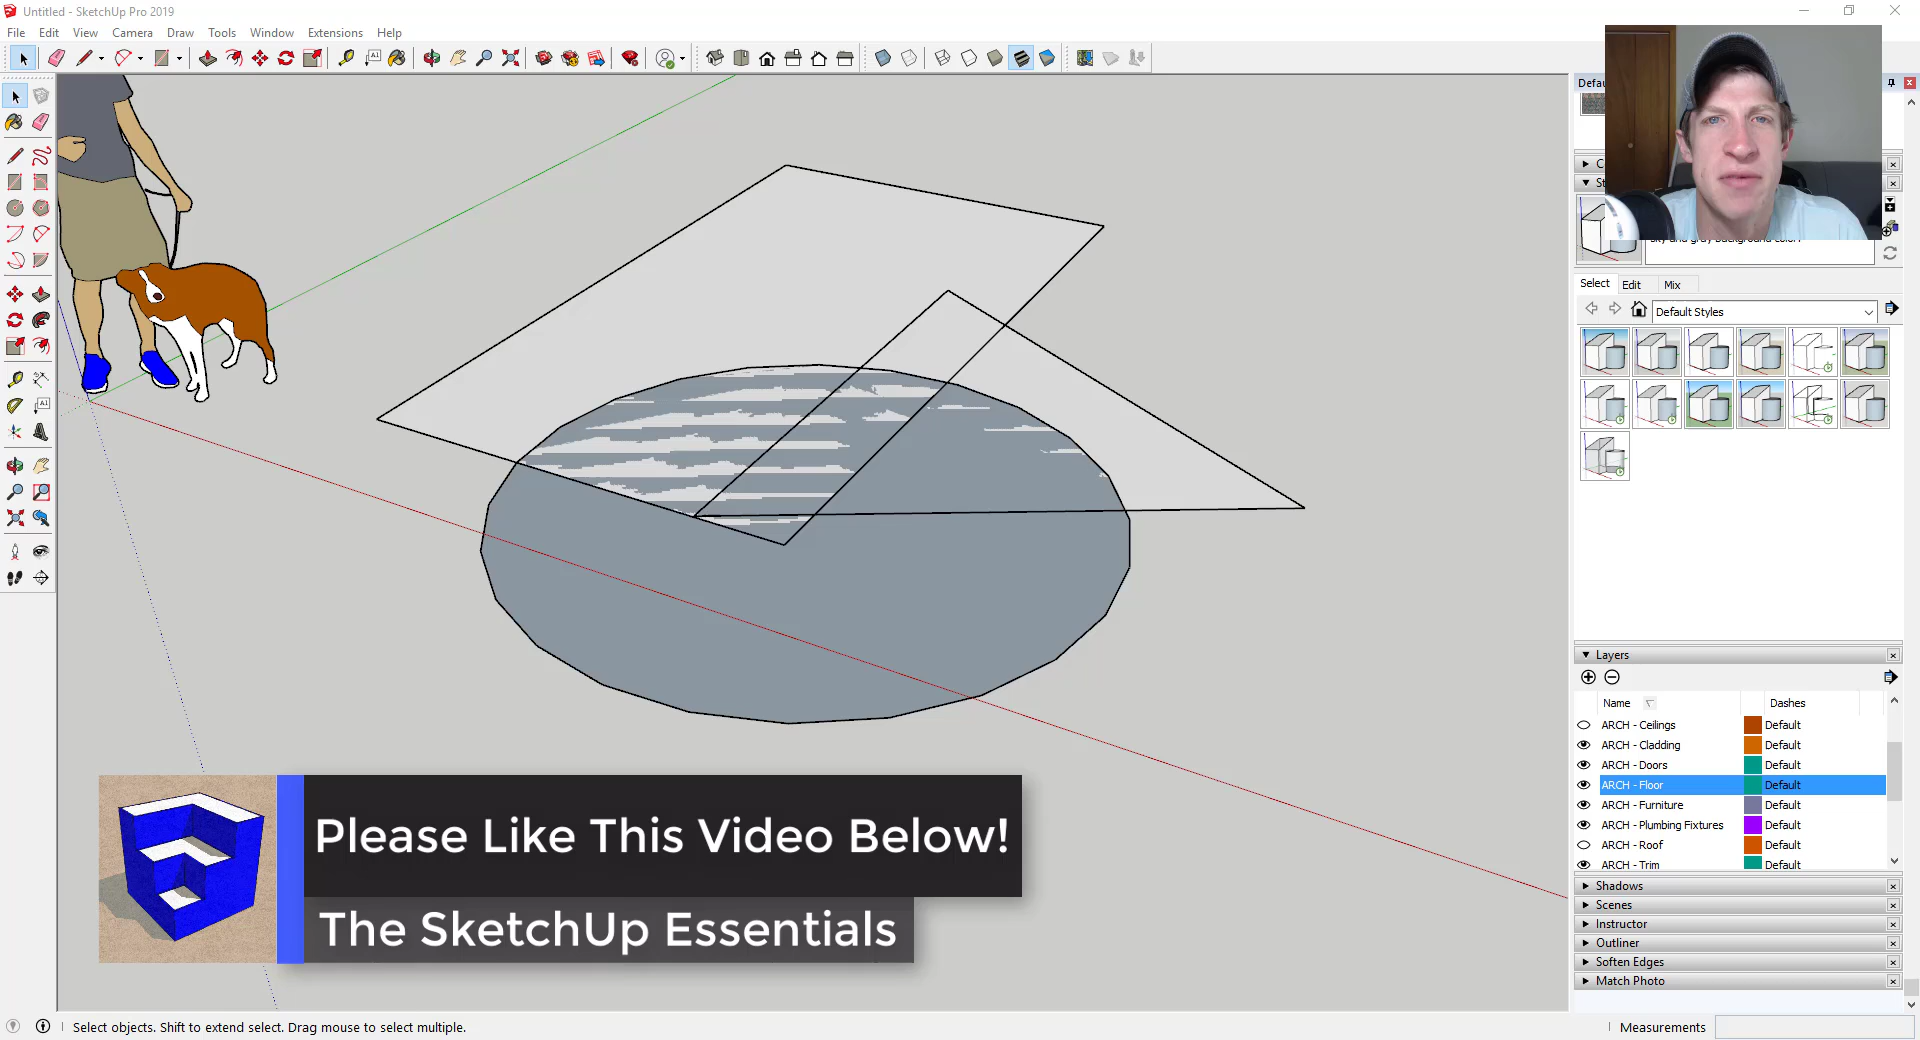 Untitled - SketchUp Pro 2019
File Edit View Camera Draw Tools Window Extensions Help
Defau
Select Edit Mix
Default Styles
Layers
Name Dashes
ARCH - Ceilings Default
ARCH - Cladding Default
ARCH - Doors Default
ARCH - Floor Default
ARCH - Furniture Default
ARCH - Plumbing Fixtures Default
ARCH - Roof Default
ARCH - Trim Default
Shadows
Scenes
Instructor
Outliner
Soften Edges
Match Photo
Please Like This Video Below!
The SketchUp Essentials
Select objects. Shift to extend select. Drag mouse to select multiple.
Measurements